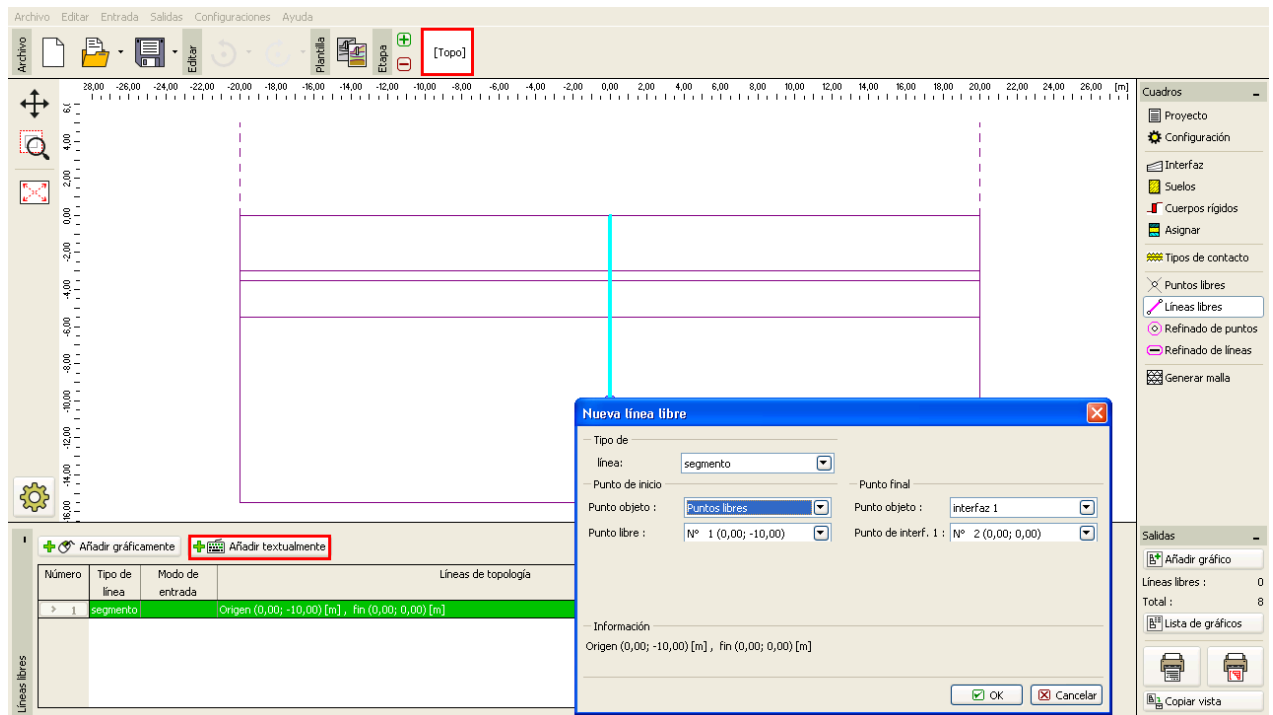 Archivo Editar Entrada Salidas Configuraciones Ayuda
Archivo
Editar
Plantilla
Etapa
[Topo]
28,00 -26,00 -24,00 -22,00 -20,00 -18,00 -16,00 -14,00 -12,00 -10,00 -8,00 -6,00 -4,00 -2,00 0,00 2,00 4,00 6,00 8,00 10,00 12,00 14,00 16,00 18,00 20,00 22,00 24,00 26,00 [m]
4,00
2,00
0,00
-2,00
-4,00
-6,00
-8,00
-10,00
-12,00
-14,00
-16,00
Cuadros
Proyecto
Configuración
Interfaz
Suelos
Cuerpos rígidos
Asignar
Tipos de contacto
Puntos libres
Líneas libres
Refinado de puntos
Refinado de líneas
Generar malla
Nueva línea libre
Tipo de
línea: segmento
Punto de inicio Punto final
Punto objeto : Puntos libres Punto objeto : interfaz 1
Punto libre : Nº 1 (0,00; -10,00) Punto de interf. 1 : Nº 2 (0,00; 0,00)
Información
Origen (0,00; -10,00) [m] , fin (0,00; 0,00) [m]
OK Cancelar
Líneas libres
Añadir gráficamente Añadir textualmente
Número Tipo de línea Modo de entrada Líneas de topología
> 1 segmento Origen (0,00; -10,00) [m] , fin (0,00; 0,00) [m]
Salidas
Añadir gráfico
Líneas libres : 0
Total : 8
Lista de gráficos
Copiar vista